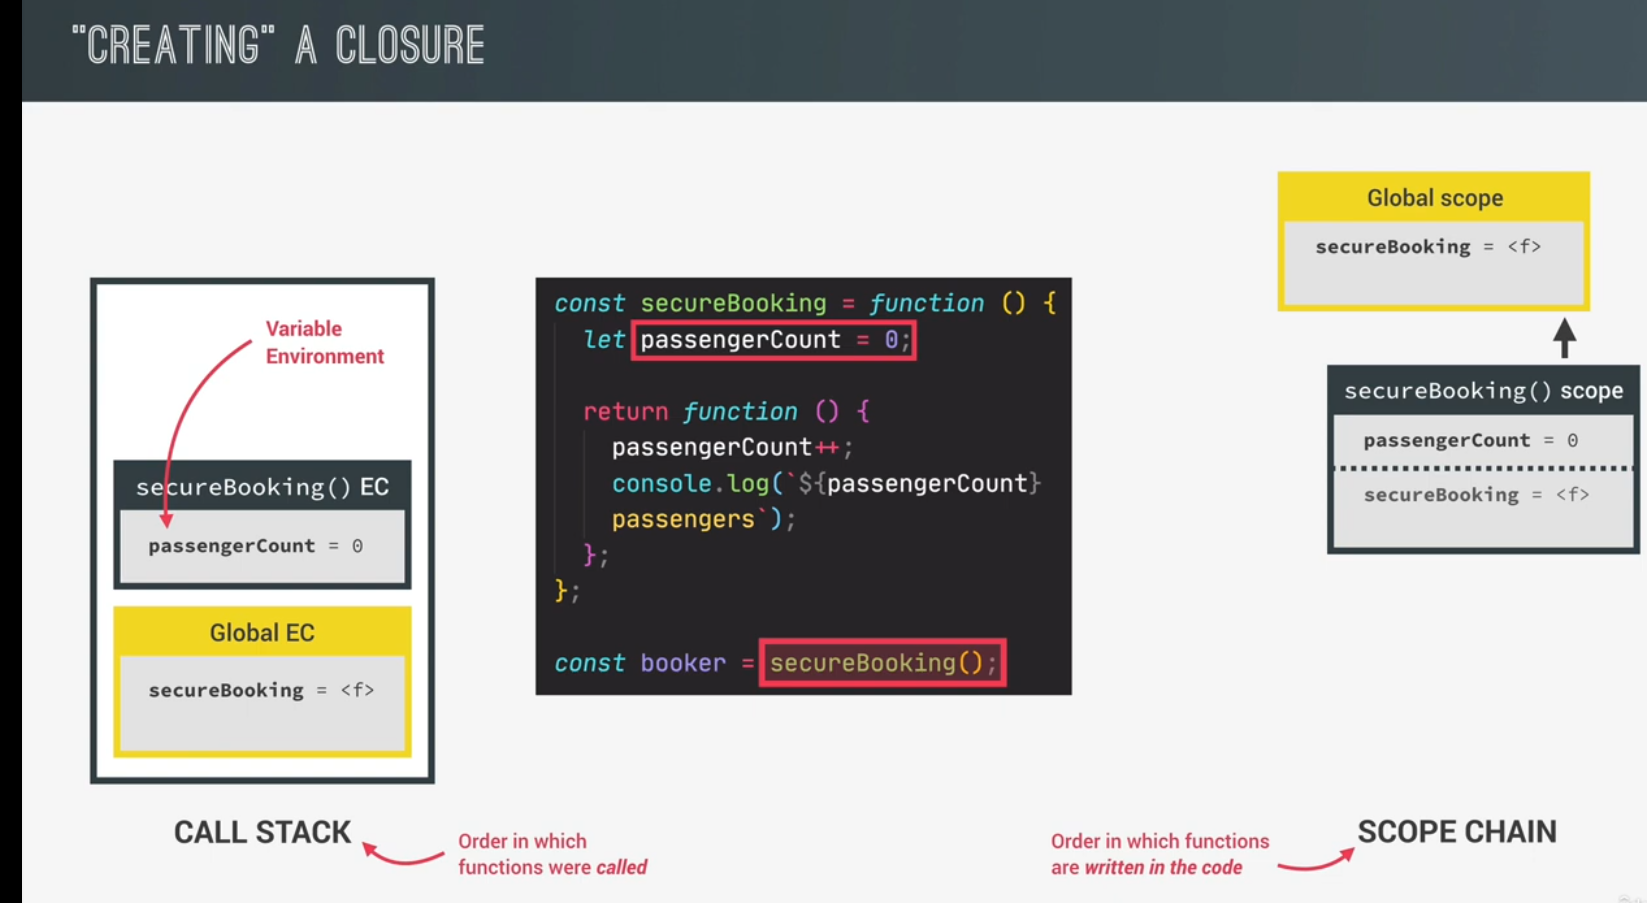 "CREATING" A CLOSURE
Variable
Environment
secureBooking() EC
passengerCount = 0
Global EC
secureBooking = <f>
CALL STACK
Order in which
functions were called
const secureBooking = function () {
let passengerCount = 0;
return function () {
passengerCount++;
console.log(`${passengerCount}
passengers`);
};
};
const booker = secureBooking();
Global scope
secureBooking = <f>
secureBooking() scope
passengerCount = 0
secureBooking = <f>
Order in which functions
are written in the code
SCOPE CHAIN